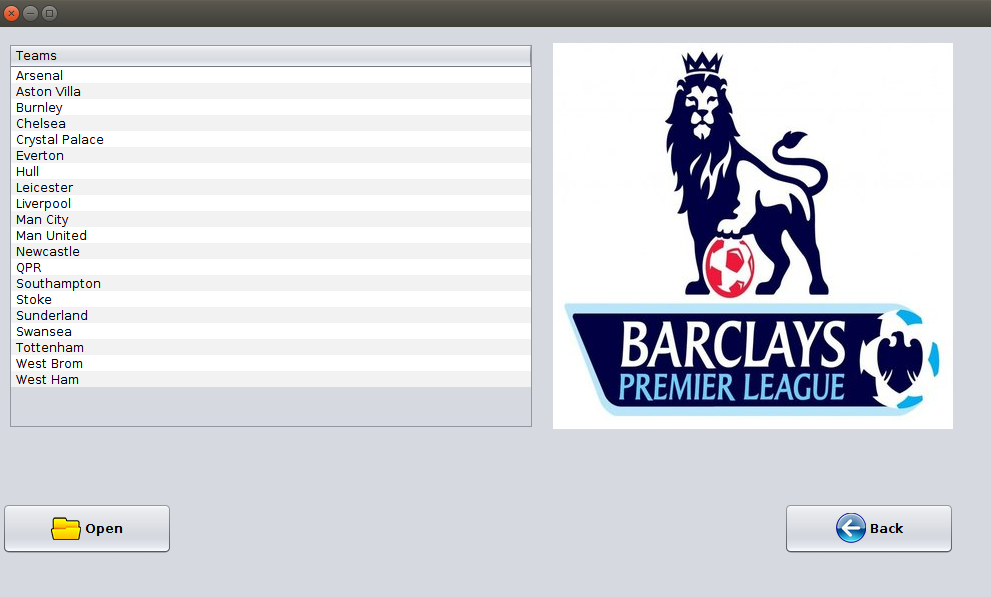 Teams
Arsenal
Aston Villa
Burnley
Chelsea
Crystal Palace
Everton
Hull
Leicester
Liverpool
Man City
Man United
Newcastle
QPR
Southampton
Stoke
Sunderland
Swansea
Tottenham
West Brom
West Ham
BARCLAYS
PREMIER LEAGUE
Open
Back